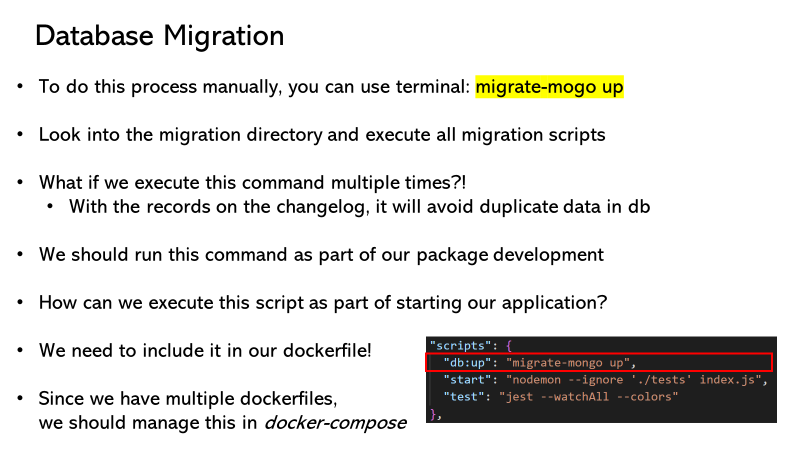 Database Migration
• To do this process manually, you can use terminal: migrate-mogo up
• Look into the migration directory and execute all migration scripts
• What if we execute this command multiple times?!
• With the records on the changelog, it will avoid duplicate data in db
• We should run this command as part of our package development
• How can we execute this script as part of starting our application?
• We need to include it in our dockerfile!
• Since we have multiple dockerfiles,
we should manage this in docker-compose
"scripts": {
"db:up": "migrate-mongo up",
"start": "nodemon --ignore './tests' index.js",
"test": "jest --watchAll --colors"
},